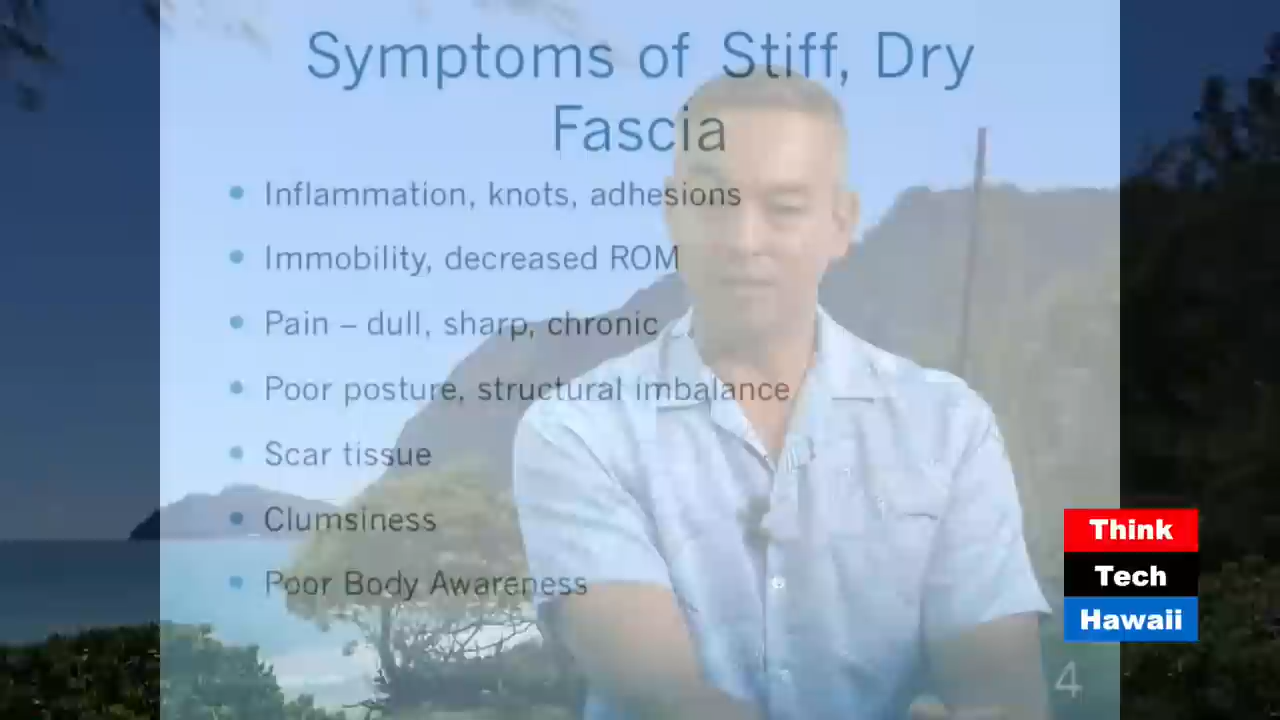 Symptoms of Stiff, Dry
Fascia
• Inflammation, knots, adhesions
• Immobility, decreased ROM
• Pain – dull, sharp, chronic
• Poor posture, structural imbalance
• Scar tissue
• Clumsiness
• Poor Body Awareness
Think
Tech
Hawaii
4